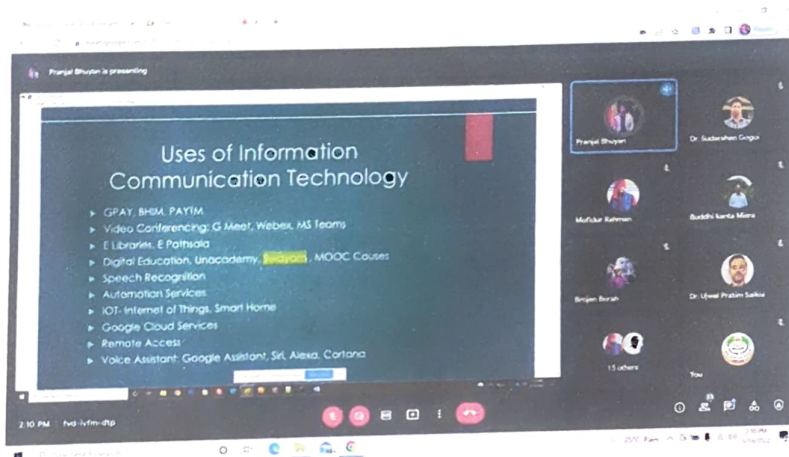 Pranjal Bhuyan is presenting
Uses of Information
Communication Technology
GPAY, BHIM, PAYTM
Video Conferencing: G Meet, Webex, MS Teams
E Libraries, E Pathsala
Digital Education, Unacademy, Swayam, MOOC Causes
Speech Recognition
Automation Services
IOT- Internet of Things, Smart Home
Google Cloud Services
Remote Access
Voice Assistant: Google Assistant, Siri, Alexa, Cortana
Pranjal Bhuyan
Dr. Sudarshan Gogoi
Mofidur Rahman
Buddhi kanta Misra
Borah
Dr. Ujwal Pratim Saikia
15 others
You
2:10 PM